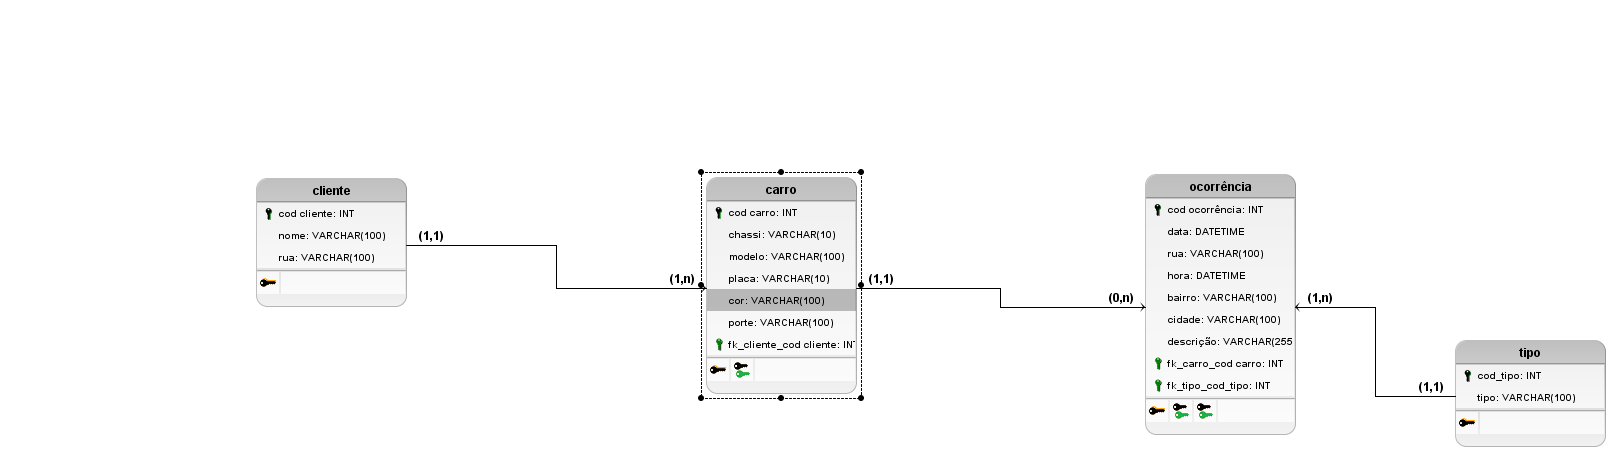 cliente
cod cliente: INT
nome: VARCHAR(100)
rua: VARCHAR(100)
(1,1)
(1,n)
carro
cod carro: INT
chassi: VARCHAR(10)
modelo: VARCHAR(100)
placa: VARCHAR(10)
cor: VARCHAR(100)
porte: VARCHAR(100)
fk_cliente_cod cliente: INT
(1,1)
(0,n)
ocorrência
cod ocorrência: INT
data: DATETIME
rua: VARCHAR(100)
hora: DATETIME
bairro: VARCHAR(100)
cidade: VARCHAR(100)
descrição: VARCHAR(255
fk_carro_cod carro: INT
fk_tipo_cod_tipo: INT
(1,n)
(1,1)
tipo
cod_tipo: INT
tipo: VARCHAR(100)